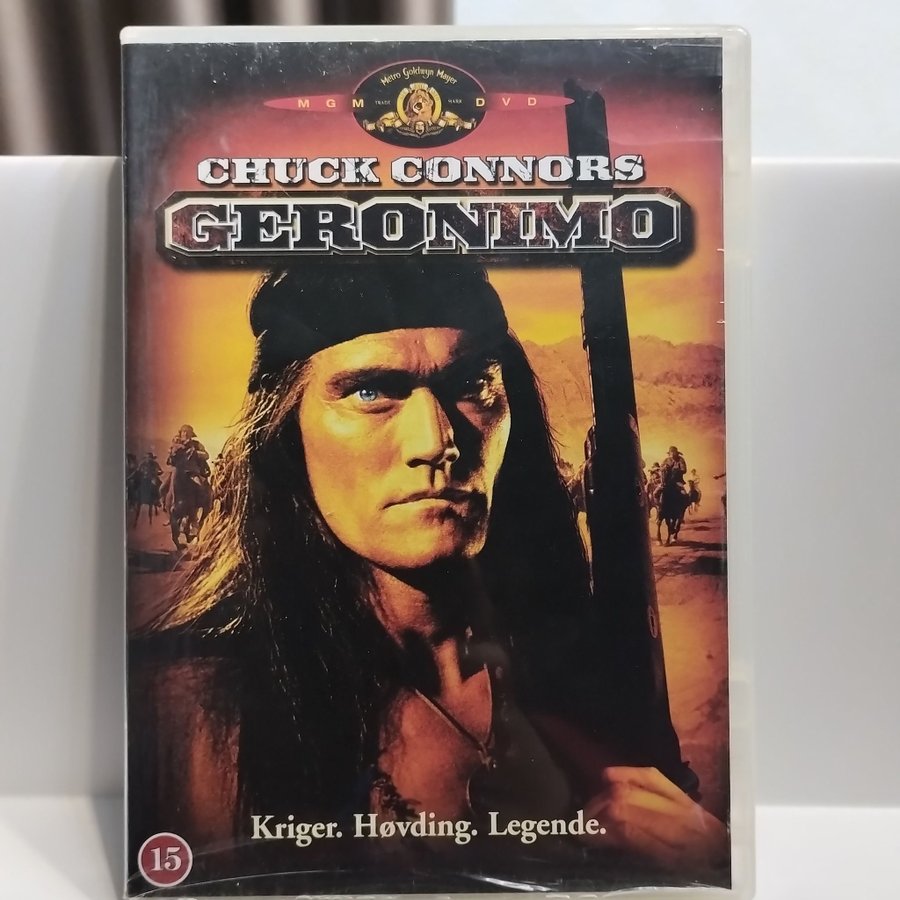 Metro Goldwyn Mayer
MGM DVD
TRADE MARK
CHUCK CONNORS
GERONIMO
Kriger. Høvding. Legende.
15